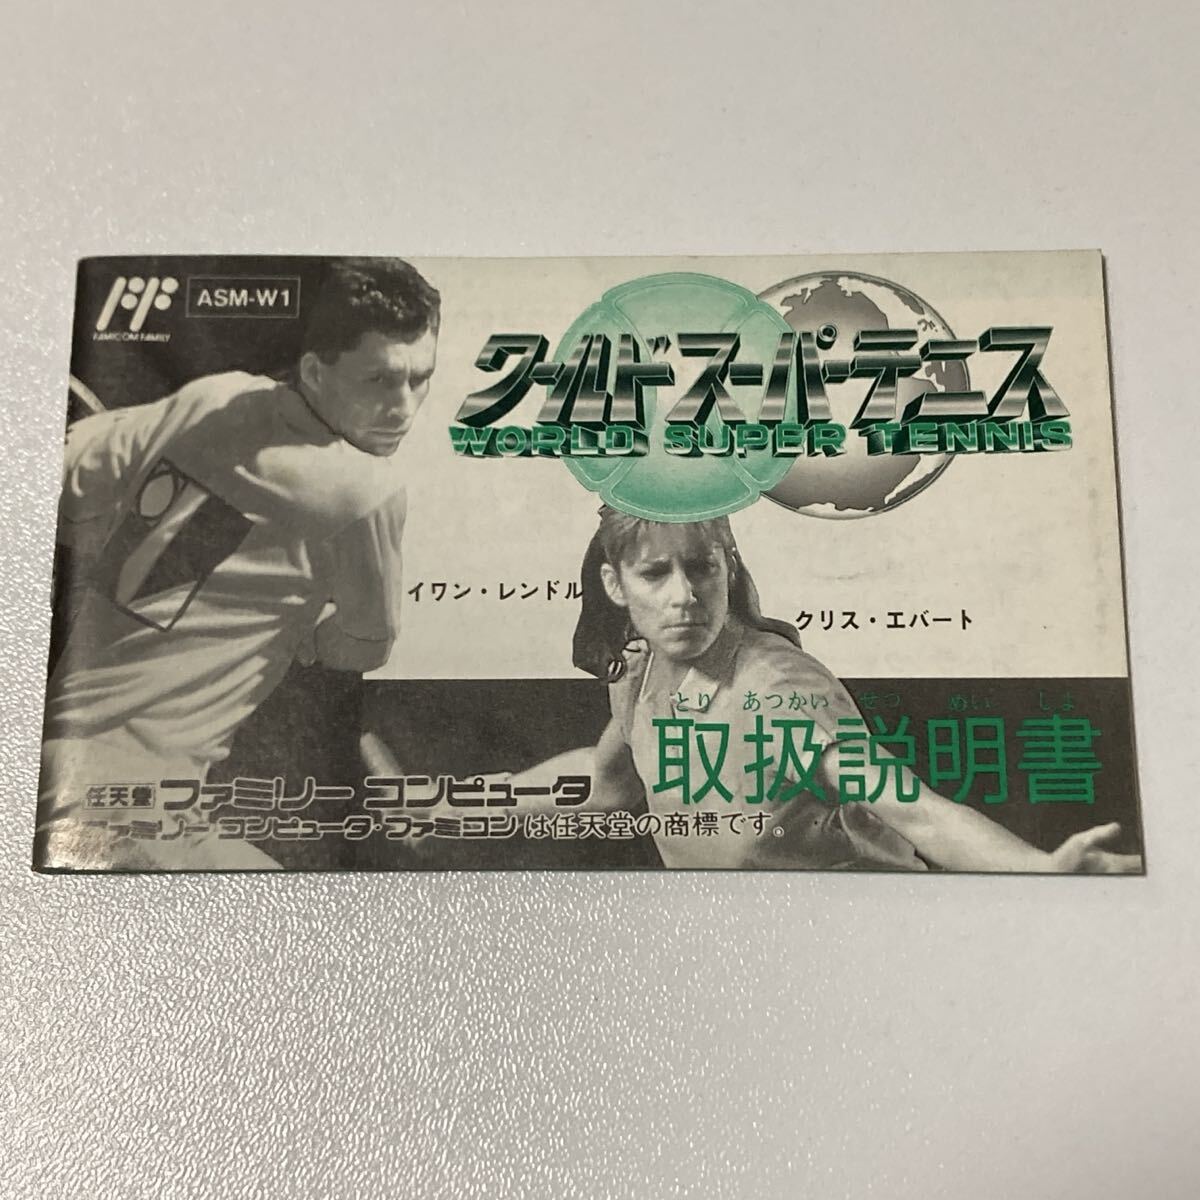 FAMICOM FAMILY
ASM-W1
ワールドスーパーテニス
WORLD SUPER TENNIS
イワン・レンドル
クリス・エバート
とり あつかい せつ めい しょ
取扱説明書
任天堂 ファミリー コンピュータ
ファミリーコンピュータ・ファミコンは任天堂の商標です。